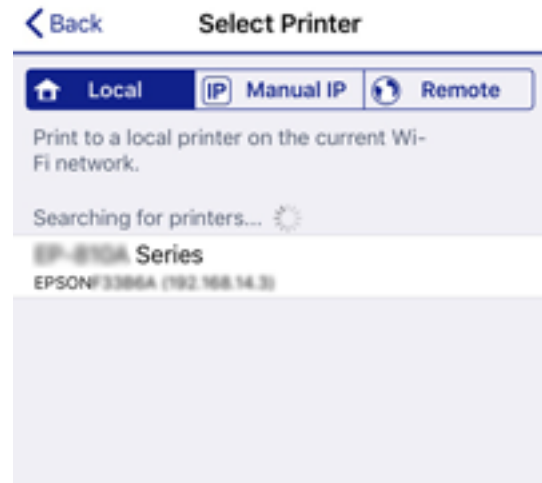 Back Select Printer
Local IP Manual IP Remote
Print to a local printer on the current Wi-
Fi network.
Searching for printers...
Series
EPSON